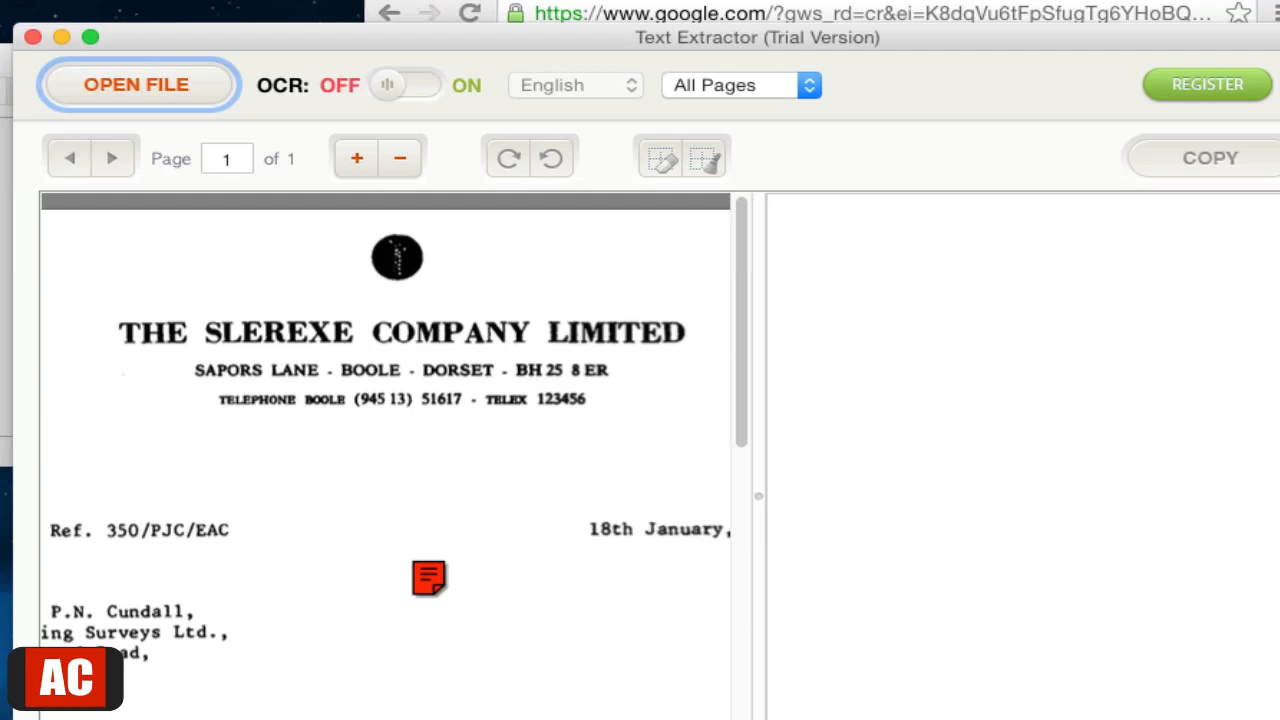 https://www.google.com/?gws_rd=cr&ei=K8dqVu6tFpSfugTg6YHoBQ...
Text Extractor (Trial Version)
OPEN FILE OCR: OFF ON English All Pages REGISTER
Page 1 of 1 + − COPY
THE SLEREXE COMPANY LIMITED
SAPORS LANE - BOOLE - DORSET - BH 25 8 ER
TELEPHONE BOOLE (945 13) 51617 - TELEX 123456
Ref. 350/PJC/EAC 18th January,
P.N. Cundall,
ing Surveys Ltd.,
AC